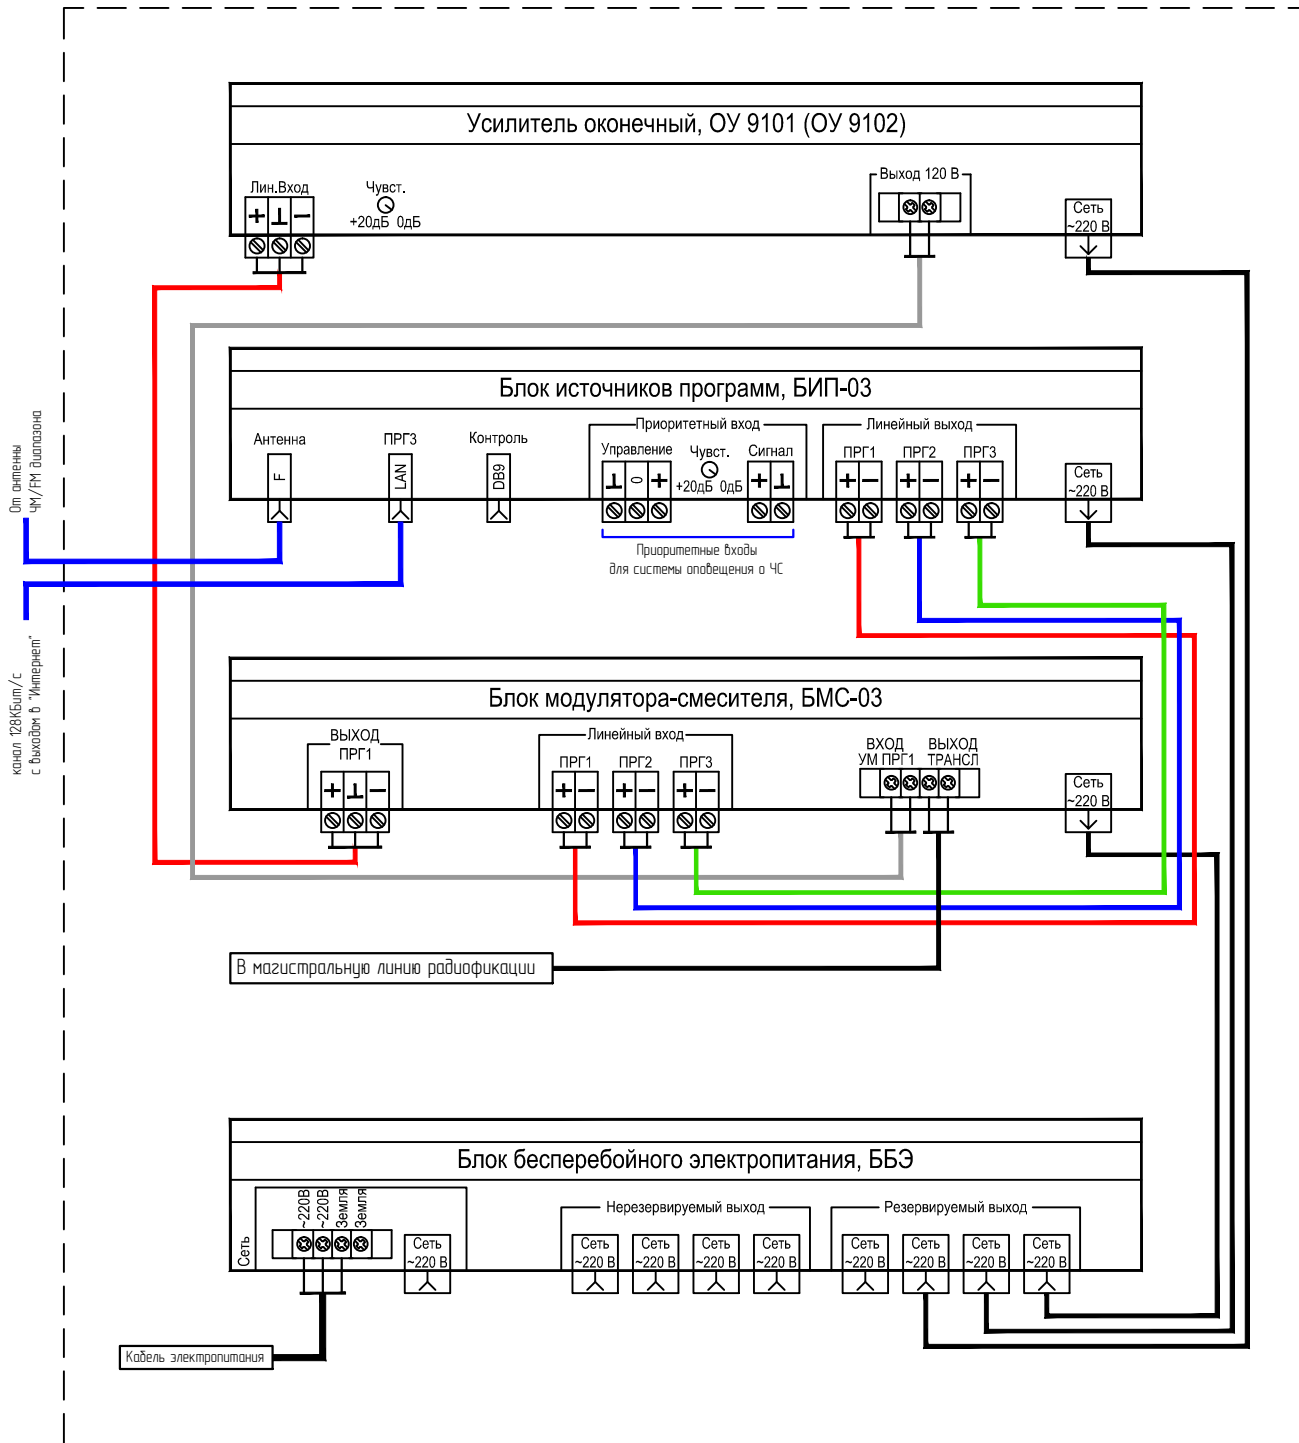 Усилитель оконечный, ОУ 9101 (ОУ 9102)
Лин.Вход
Чувст.
+20дБ 0дБ
Выход 120 В
Сеть
~220 В
+ ⊥ −
Блок источников программ, БИП-03
От антенны
ЧМ/FM диапазона
Антенна
F
ПРГ3
LAN
Контроль
DB9
Приоритетный вход
Управление
⊥ 0 +
Чувст.
+20дБ 0дБ
Сигнал
+ ⊥
Линейный выход
ПРГ1
+ −
ПРГ2
+ −
ПРГ3
+ −
Сеть
~220 В
Приоритетные входы
для системы оповещения о ЧС
канал 128КБит/с
с выходом в "Интернет"
Блок модулятора-смесителя, БМС-03
ВЫХОД
ПРГ1
+ ⊥ −
Линейный вход
ПРГ1
+ −
ПРГ2
+ −
ПРГ3
+ −
ВХОД
УМ ПРГ1
ВЫХОД
ТРАНСЛ
Сеть
~220 В
В магистральную линию радиофикации
Блок бесперебойного электропитания, ББЭ
Сеть
~220В
~220В
Земля
Земля
Сеть
~220 В
Нерезервируемый выход
Сеть
~220 В
Сеть
~220 В
Сеть
~220 В
Сеть
~220 В
Резервируемый выход
Сеть
~220 В
Сеть
~220 В
Сеть
~220 В
Сеть
~220 В
Кабель электропитания